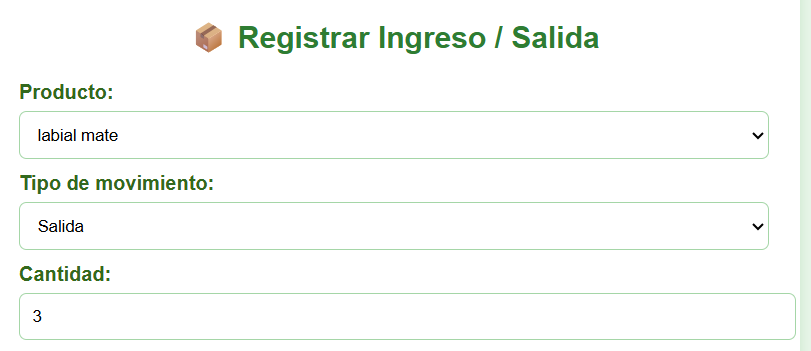 Registrar Ingreso / Salida
Producto:
labial mate
Tipo de movimiento:
Salida
Cantidad:
3